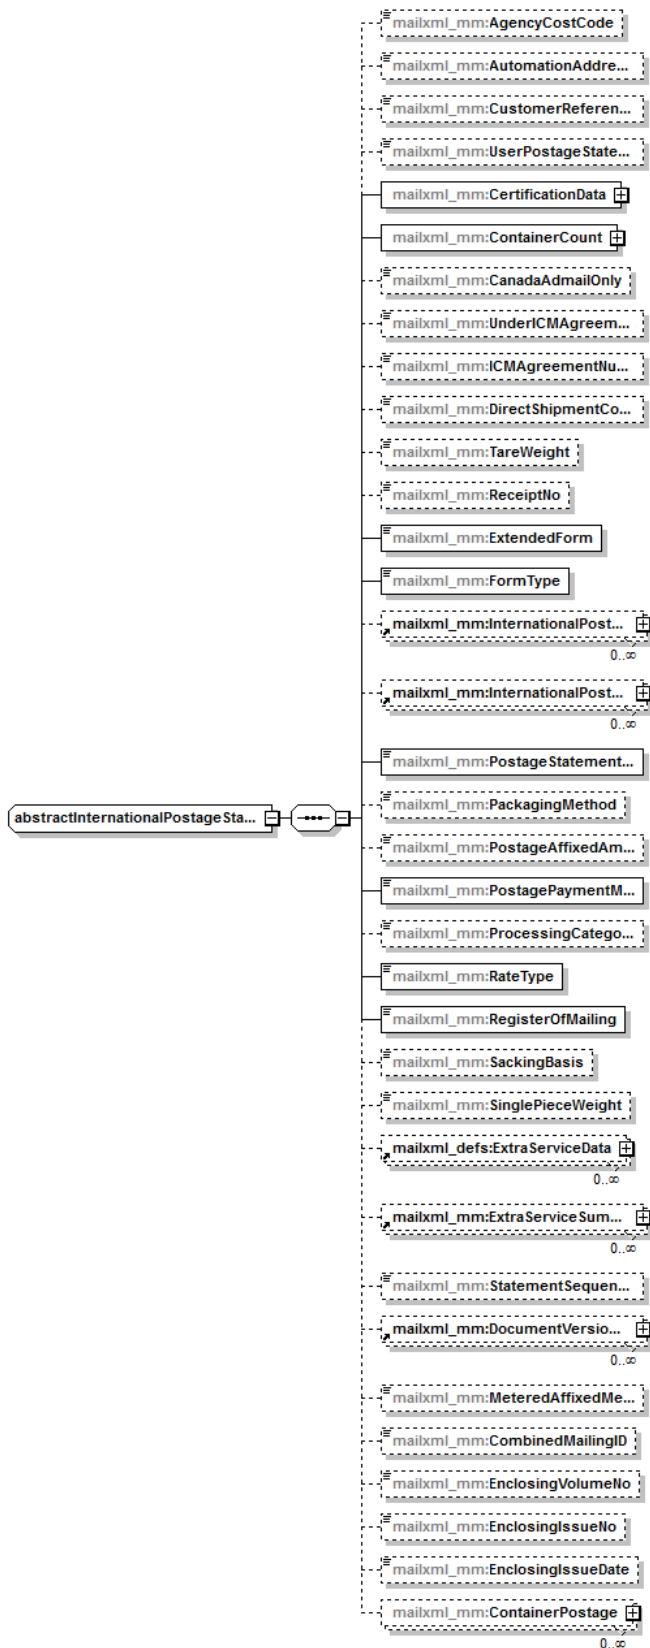 mailxml_mm:AgencyCostCode
mailxml_mm:AutomationAddre...
mailxml_mm:CustomerReferen...
mailxml_mm:UserPostageState...
mailxml_mm:CertificationData
mailxml_mm:ContainerCount
mailxml_mm:CanadaAdmailOnly
mailxml_mm:UnderICMAgreem...
mailxml_mm:ICMAgreementNu...
mailxml_mm:DirectShipmentCo...
mailxml_mm:TareWeight
mailxml_mm:ReceiptNo
mailxml_mm:ExtendedForm
mailxml_mm:FormType
mailxml_mm:InternationalPost...
0..∞
mailxml_mm:InternationalPost...
0..∞
mailxml_mm:PostageStatement...
mailxml_mm:PackagingMethod
abstractInternationalPostageSta...
mailxml_mm:PostageAffixedAm...
mailxml_mm:PostagePaymentM...
mailxml_mm:ProcessingCatego...
mailxml_mm:RateType
mailxml_mm:RegisterOfMailing
mailxml_mm:SackingBasis
mailxml_mm:SinglePieceWeight
mailxml_defs:ExtraServiceData
0..∞
mailxml_mm:ExtraServiceSum...
0..∞
mailxml_mm:StatementSequen...
mailxml_mm:DocumentVersio...
0..∞
mailxml_mm:MeteredAffixedMe...
mailxml_mm:CombinedMailingID
mailxml_mm:EnclosingVolumeNo
mailxml_mm:EnclosingIssueNo
mailxml_mm:EnclosingIssueDate
mailxml_mm:ContainerPostage
0..∞